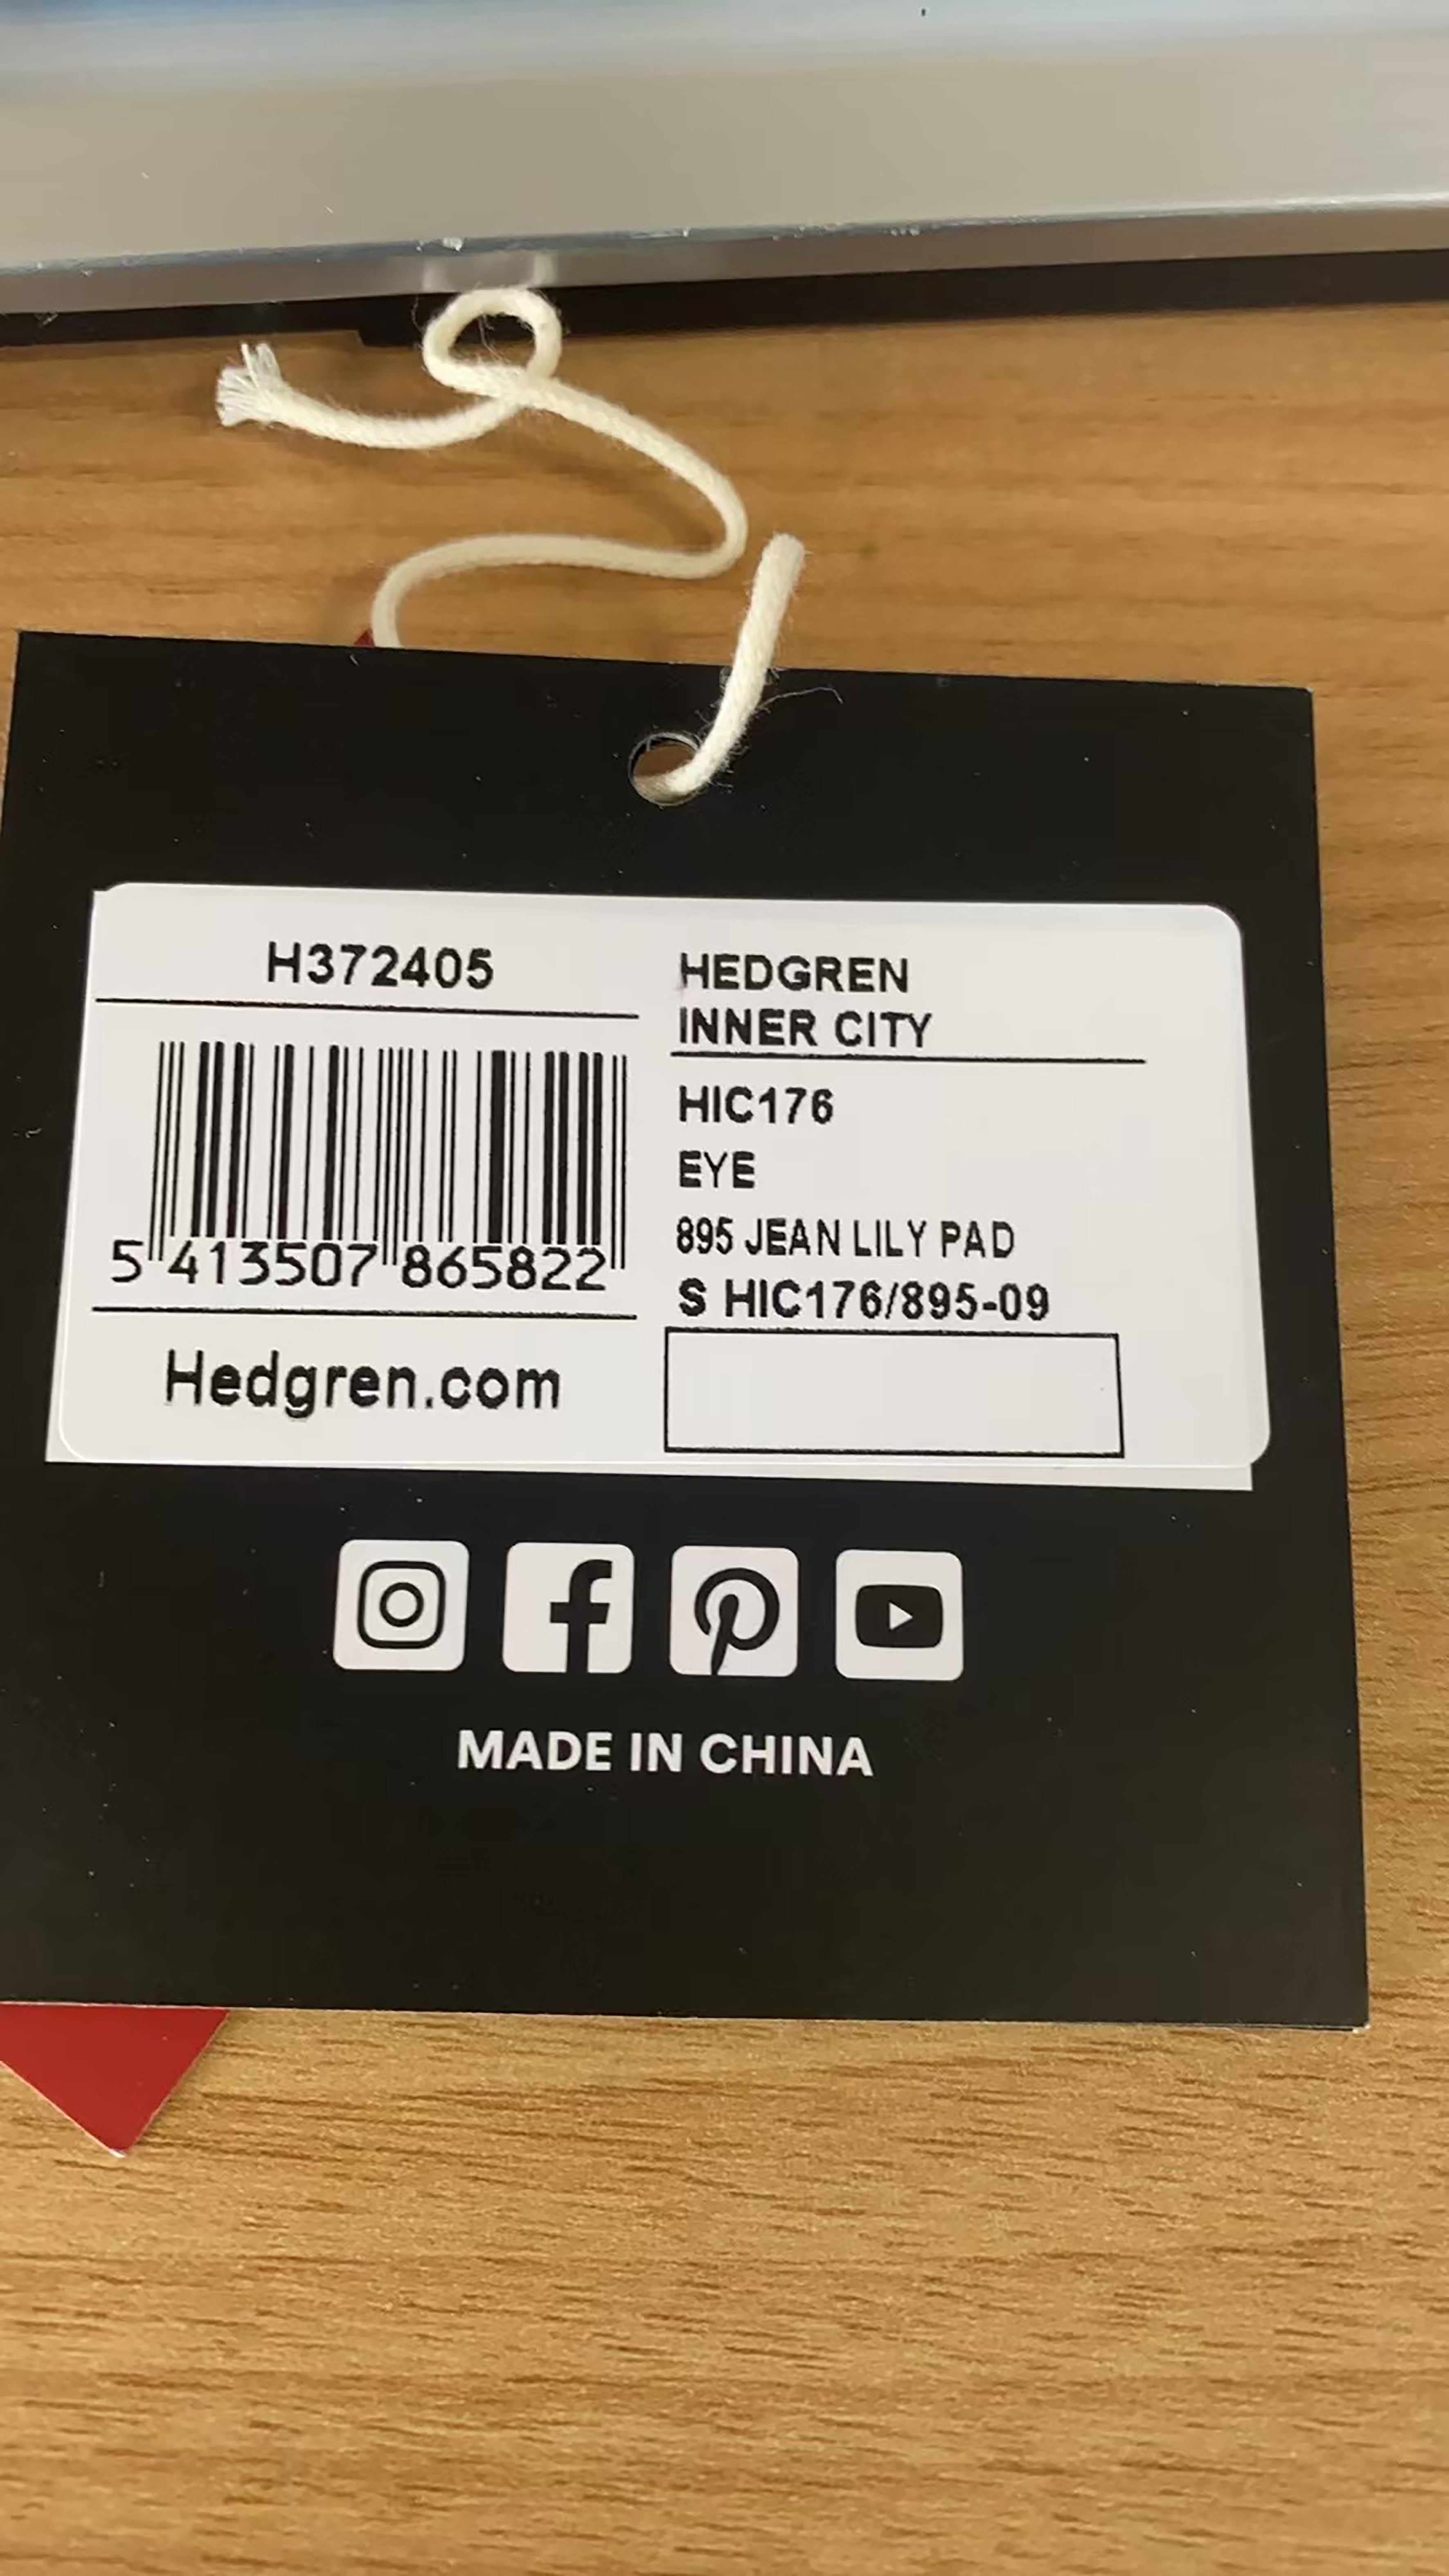 H372405
5 413507 865822
Hedgren.com
HEDGREN
INNER CITY
HIC176
EYE
895 JEAN LILY PAD
S HIC176/895-09
MADE IN CHINA